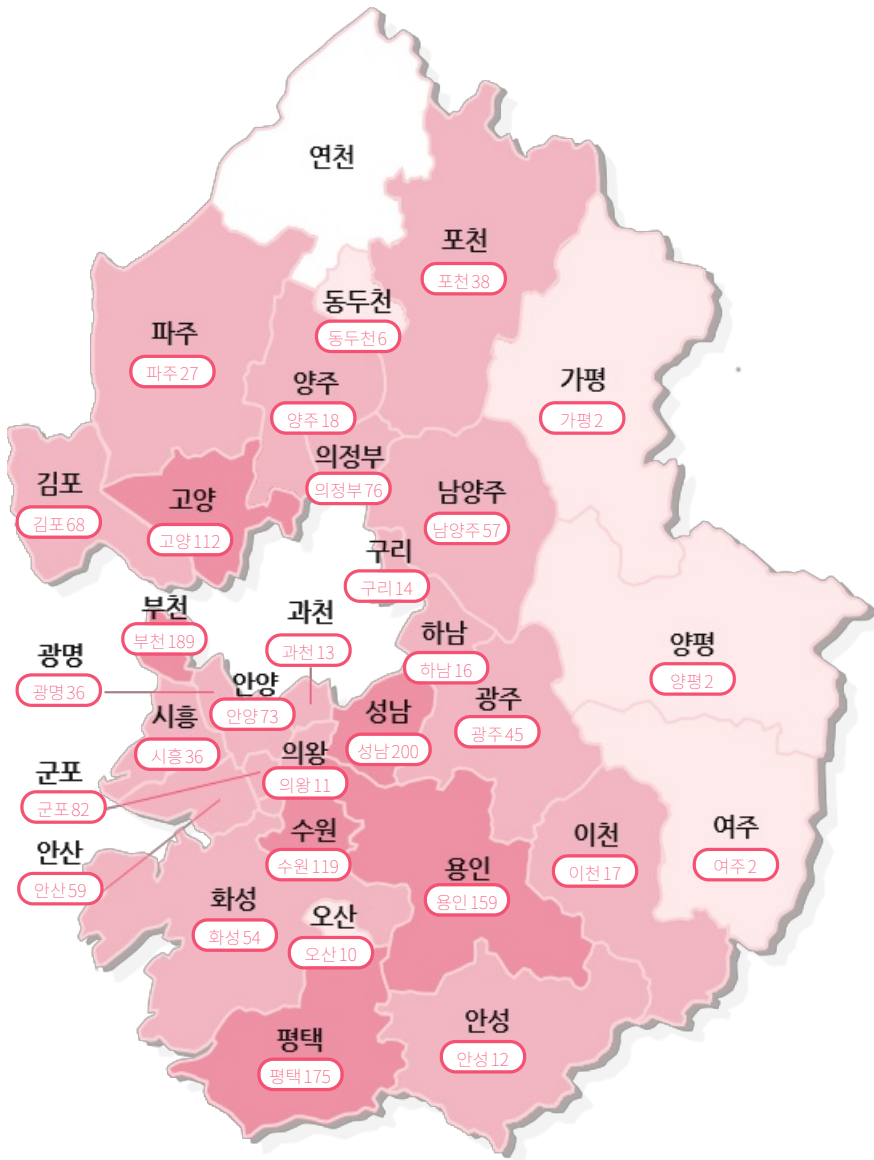 연천
포천
포천38
동두천
동두천6
파주
파주27
양주
양주18
가평
가평2
의정부
의정부76
김포
김포68
고양
고양112
남양주
남양주57
구리
구리14
부천
부천189
과천
과천13
하남
하남16
양평
양평2
광명
광명36
안양
안양73
시흥
시흥36
성남
성남200
광주
광주45
의왕
의왕11
군포
군포82
수원
수원119
이천
이천17
여주
여주2
안산
안산59
용인
용인159
화성
화성54
오산
오산10
안성
안성12
평택
평택175